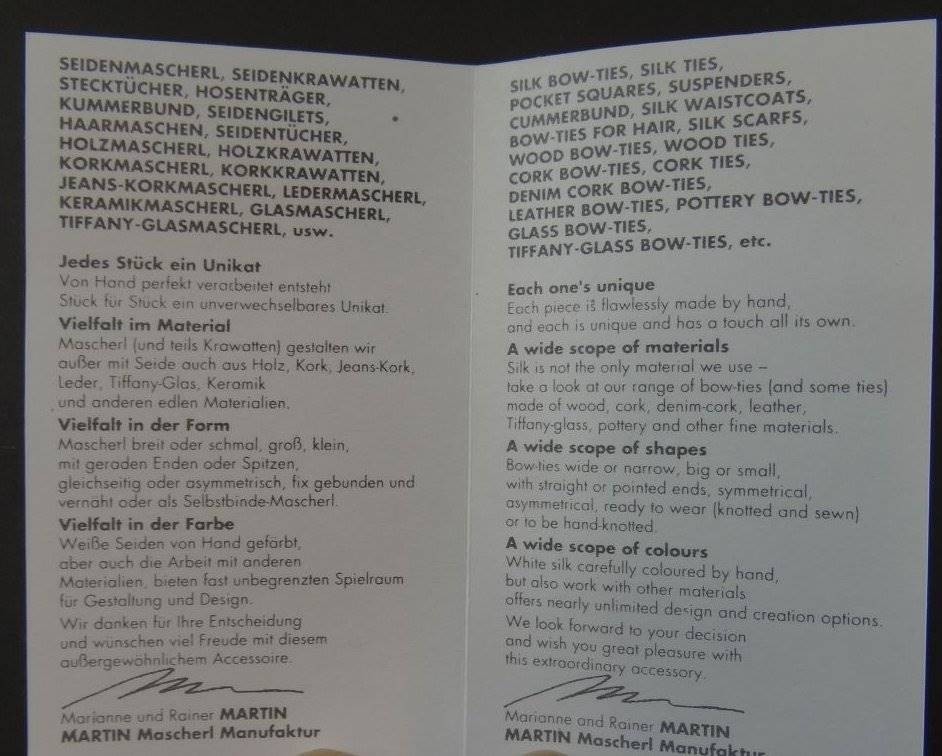 SEIDENMASCHERL, SEIDENKRAWATTEN,
STECKTÜCHER, HOSENTRÄGER,
KUMMERBUND, SEIDENGILETS,
HAARMASCHEN, SEIDENTÜCHER,
HOLZMASCHERL, HOLZKRAWATTEN,
KORKMASCHERL, KORKKRAWATTEN,
JEANS-KORKMASCHERL, LEDERMASCHERL,
KERAMIKMASCHERL, GLASMASCHERL,
TIFFANY-GLASMASCHERL, usw.
Jedes Stück ein Unikat
Von Hand perfekt verarbeitet entsteht
Stück für Stück ein unverwechselbares Unikat.
Vielfalt im Material
Mascherl (und teils Krawatten) gestalten wir
außer mit Seide auch aus Holz, Kork, Jeans-Kork,
Leder, Tiffany-Glas, Keramik
und anderen edlen Materialien.
Vielfalt in der Form
Mascherl breit oder schmal, groß, klein,
mit geraden Enden oder Spitzen,
gleichseitig oder asymmetrisch, fix gebunden und
vernäht oder als Selbstbinde-Mascherl.
Vielfalt in der Farbe
Weiße Seiden von Hand gefärbt,
aber auch die Arbeit mit anderen
Materialien, bieten fast unbegrenzten Spielraum
für Gestaltung und Design.
Wir danken für Ihre Entscheidung
und wünschen viel Freude mit diesem
außergewöhnlichem Accessoire.
Marianne und Rainer MARTIN
MARTIN Mascherl Manufaktur
SILK BOW-TIES, SILK TIES,
POCKET SQUARES, SUSPENDERS,
CUMMERBUND, SILK WAISTCOATS,
BOW-TIES FOR HAIR, SILK SCARFS,
WOOD BOW-TIES, WOOD TIES,
CORK BOW-TIES, CORK TIES,
DENIM CORK BOW-TIES,
LEATHER BOW-TIES, POTTERY BOW-TIES,
GLASS BOW-TIES,
TIFFANY-GLASS BOW-TIES, etc.
Each one's unique
Each piece is flawlessly made by hand,
and each is unique and has a touch all its own.
A wide scope of materials
Silk is not the only material we use –
take a look at our range of bow-ties (and some ties)
made of wood, cork, denim-cork, leather,
Tiffany-glass, pottery and other fine materials.
A wide scope of shapes
Bow-ties wide or narrow, big or small,
with straight or pointed ends, symmetrical,
asymmetrical, ready to wear (knotted and sewn)
or to be hand-knotted.
A wide scope of colours
White silk carefully coloured by hand,
but also work with other materials
offers nearly unlimited design and creation options.
We look forward to your decision
and wish you great pleasure with
this extraordinary accessory.
Marianne and Rainer MARTIN
MARTIN Mascherl Manufaktur